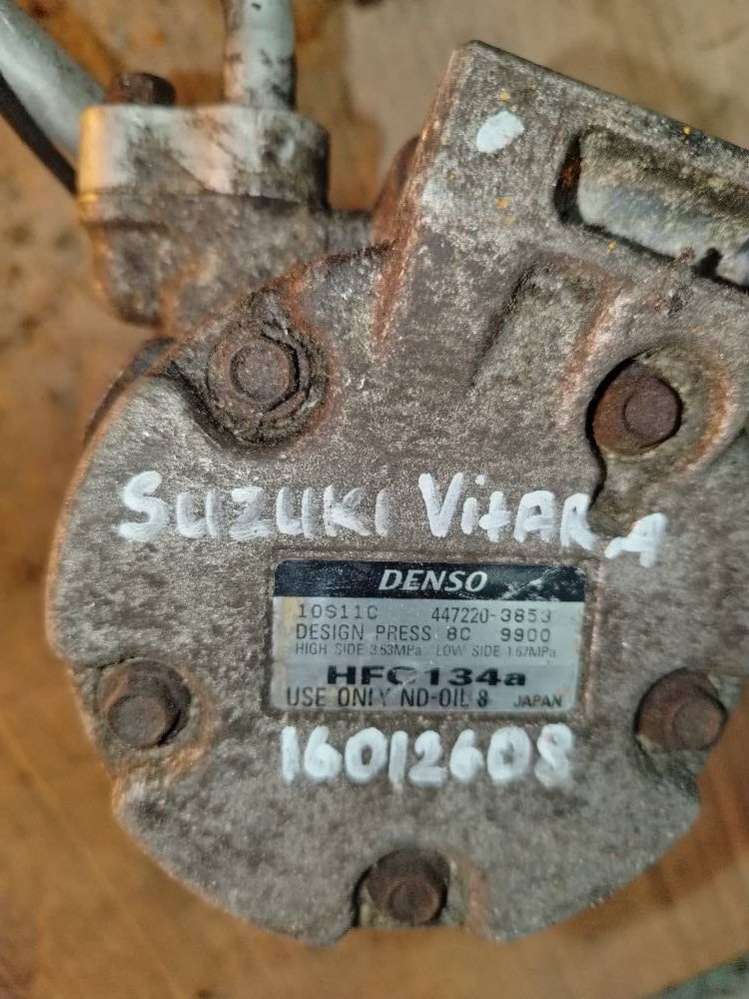 SUZUKI VitARA
DENSO
10S11C 447220-3853
DESIGN PRESS 8C 9900
HIGH SIDE 3.53MPa LOW SIDE 1.67MPa
HFC134a
USE ONLY ND-OIL 8 JAPAN
16012608